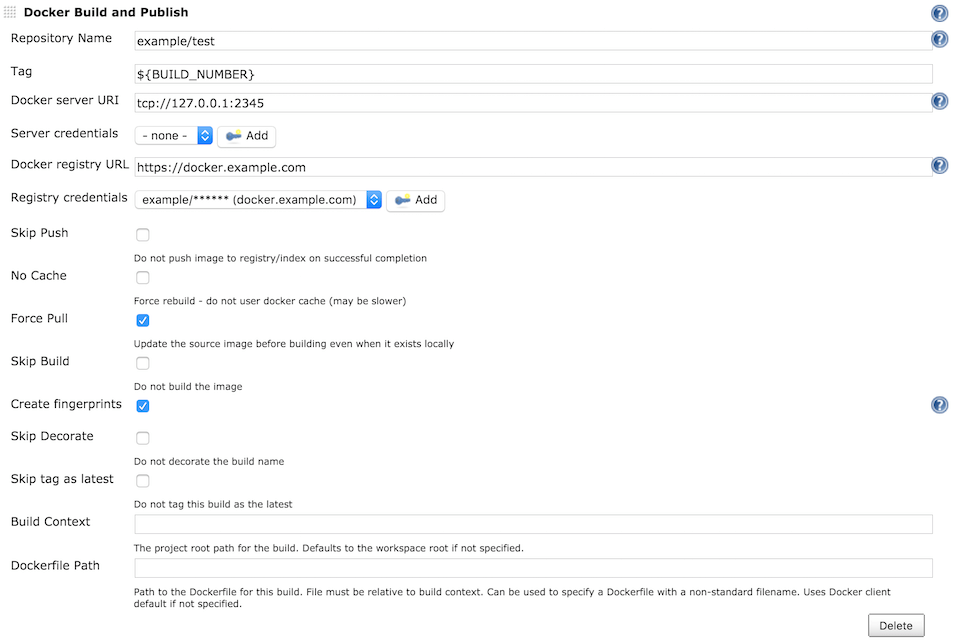 Docker Build and Publish
Repository Name
example/test
Tag
${BUILD_NUMBER}
Docker server URI
tcp://127.0.0.1:2345
Server credentials
- none -
Add
Docker registry URL
https://docker.example.com
Registry credentials
example/****** (docker.example.com)
Add
Skip Push
Do not push image to registry/index on successful completion
No Cache
Force rebuild - do not user docker cache (may be slower)
Force Pull
Update the source image before building even when it exists locally
Skip Build
Do not build the image
Create fingerprints
Skip Decorate
Do not decorate the build name
Skip tag as latest
Do not tag this build as the latest
Build Context
The project root path for the build. Defaults to the workspace root if not specified.
Dockerfile Path
Path to the Dockerfile for this build. File must be relative to build context. Can be used to specify a Dockerfile with a non-standard filename. Uses Docker client
default if not specified.
Delete